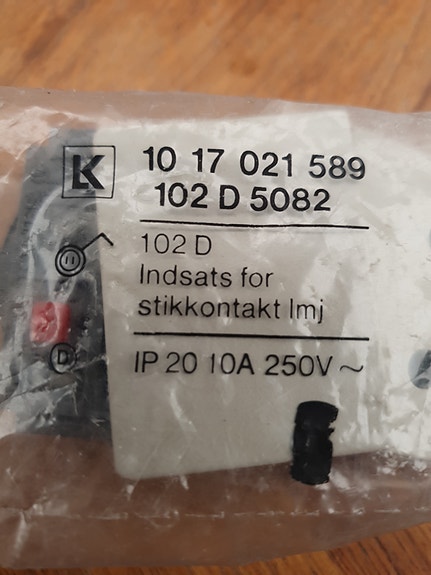 LK 10 17 021 589
102 D 5082
102 D
Indsats for
stikkontakt lmj
D IP 20 10A 250V ~